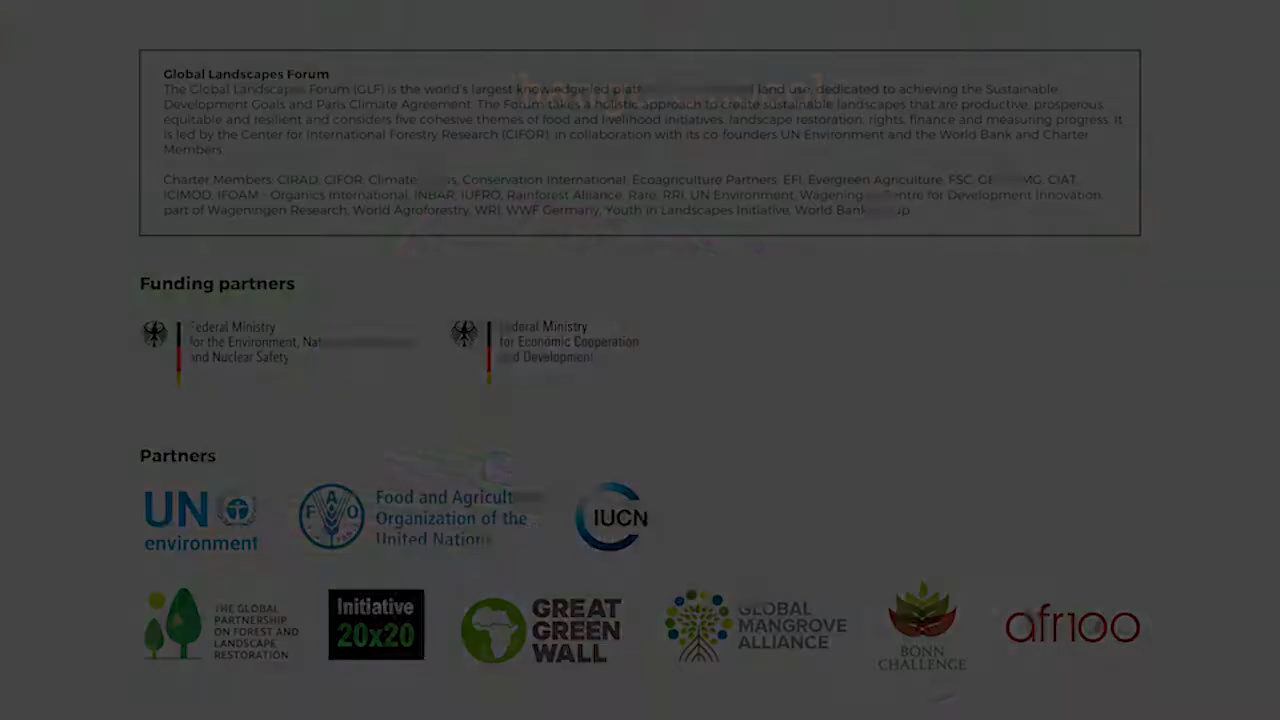 Global Landscapes Forum
The Global Landscapes Forum (GLF) is the world's largest knowledge-led land use, dedicated to achieving the Sustainable
Development Goals and Paris Climate Agreement. The Forum takes a holistic approach to create sustainable landscapes that are productive, prosperous,
equitable and resilient and considers five cohesive themes of food and livelihood initiatives, landscape restoration, rights, finance and measuring progress. It
is led by the Center for International Forestry Research (CIFOR), in collaboration with its co founders UN Environment and the World Bank and Charter
Members.
Charter Members: CIRAD, CIFOR, Climate Conservation International, Ecoagriculture Partners, EFI, Evergreen Agriculture, FSC, CIAT,
ICIMOD, IFOAM - Organics International, INBAR, IUFRO, Rainforest Alliance, Rare, RRI, UN Environment, Centre for Development Innovation,
part of Wageningen Research, World Agroforestry, WRI, WWF Germany, Youth in Landscapes Initiative, World Bank
Funding partners
Federal Ministry
for the Environment,
and Nuclear Safety
Federal Ministry
for Economic Cooperation
and Development
Partners
UN
environment
FAO
Food and
Organization of the
United Nations
IUCN
THE GLOBAL
PARTNERSHIP
ON FOREST AND
LANDSCAPE
RESTORATION
Initiative
20x20
GREAT
GREEN
WALL
GLOBAL
MANGROVE
ALLIANCE
BONN
CHALLENGE
afr100